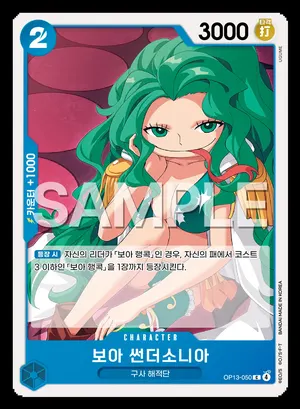 2
3000
타격
打
카운터 +1000
SAMPLE
등장 시 자신의 리더가 「보아 행콕」인 경우, 자신의 패에서 코스트
3 이하인 「보아 행콕」을 1장까지 등장시킨다.
CHARACTER
보아 썬더소니아
구사 해적단
OP13-050